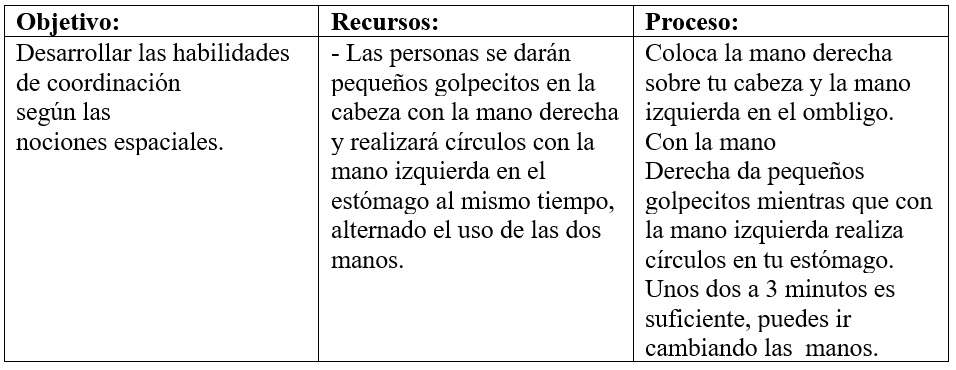 Objetivo:
Desarrollar las habilidades
de coordinación
según las
nociones espaciales.
Recursos:
- Las personas se darán
pequeños golpecitos en la
cabeza con la mano derecha
y realizará círculos con la
mano izquierda en el
estómago al mismo tiempo,
alternado el uso de las dos
manos.
Proceso:
Coloca la mano derecha
sobre tu cabeza y la mano
izquierda en el ombligo.
Con la mano
Derecha da pequeños
golpecitos mientras que con
la mano izquierda realiza
círculos en tu estómago.
Unos dos a 3 minutos es
suficiente, puedes ir
cambiando las  manos.